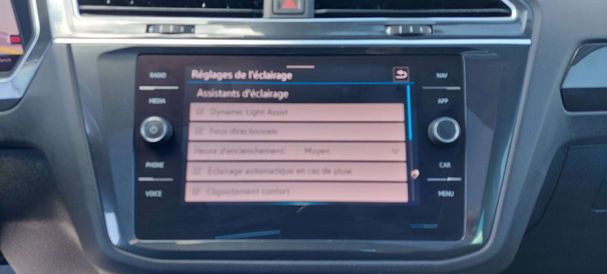 RADIO
MEDIA
PHONE
VOICE
Réglages de l'éclairage
Assistants d'éclairage
Dynamic Light Assist
Feux directionnels
Heure d'enclenchement: Moyen
Éclairage automatique en cas de pluie
Clignotement confort
NAV
APP
CAR
MENU